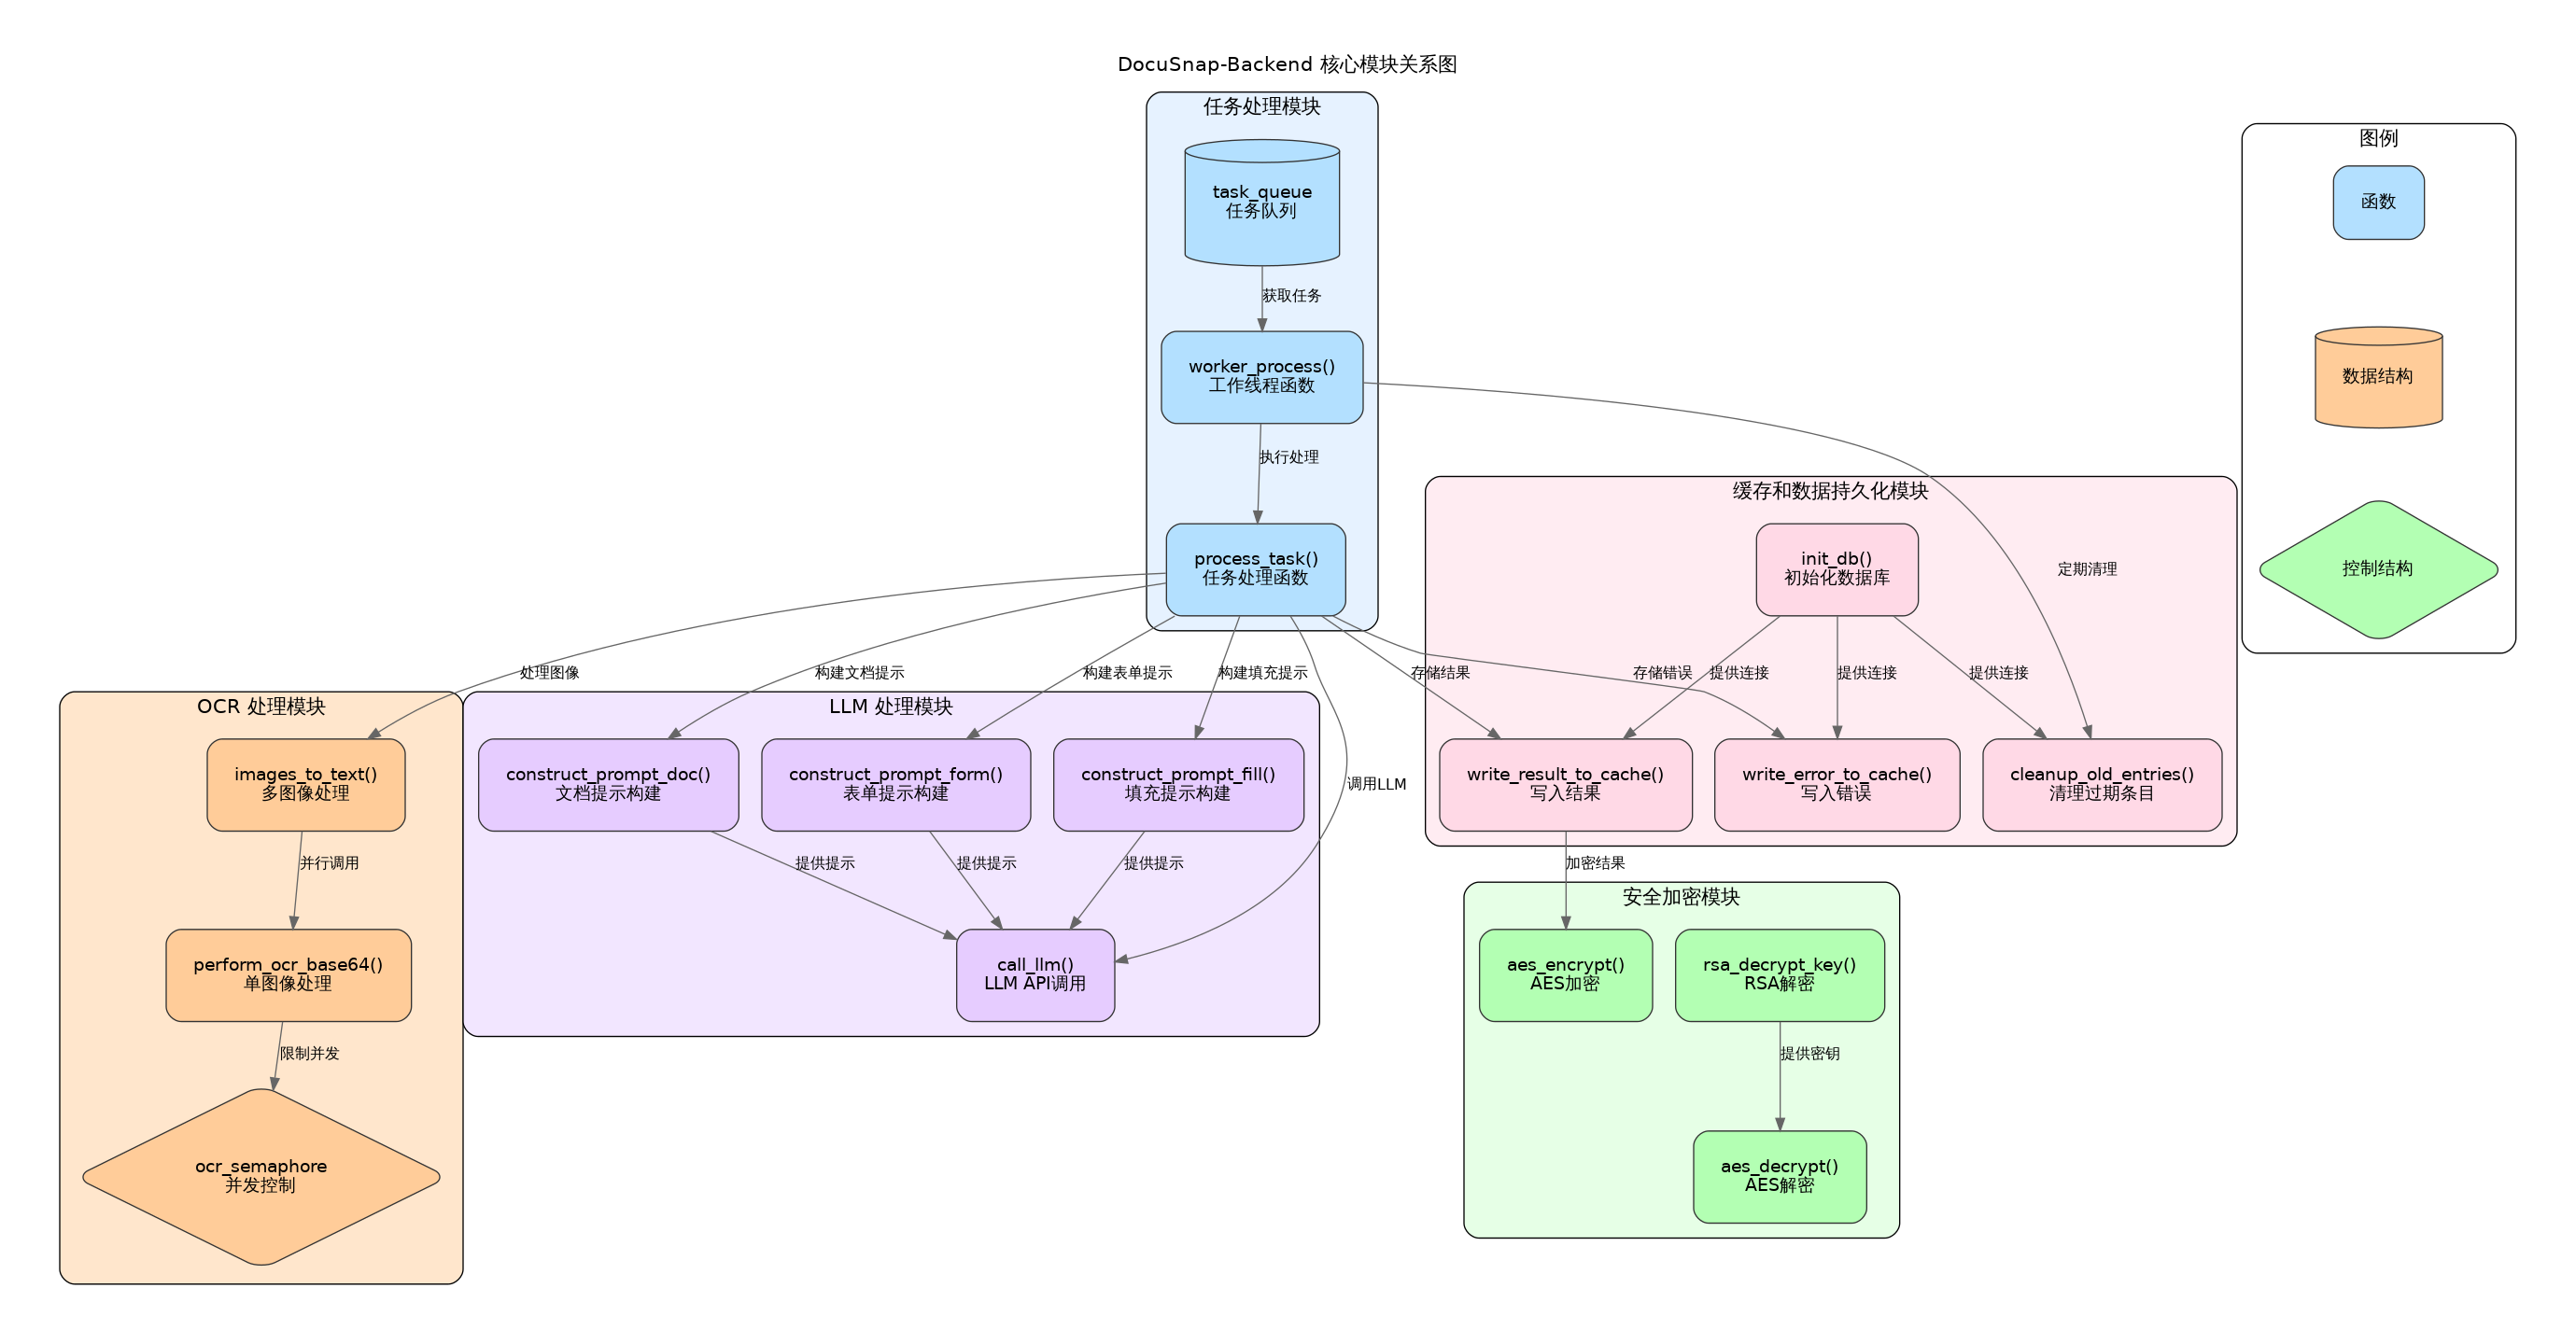 DocuSnap-Backend 核心模块关系图
任务处理模块
task_queue
任务队列
获取任务
worker_process()
工作线程函数
执行处理
process_task()
任务处理函数
图例
函数
数据结构
控制结构
缓存和数据持久化模块
init_db()
初始化数据库
定期清理
处理图像
构建文档提示
构建表单提示
构建填充提示
存储结果
存储错误
提供连接
提供连接
提供连接
OCR 处理模块
images_to_text()
多图像处理
并行调用
perform_ocr_base64()
单图像处理
限制并发
ocr_semaphore
并发控制
LLM 处理模块
construct_prompt_doc()
文档提示构建
construct_prompt_form()
表单提示构建
construct_prompt_fill()
填充提示构建
调用LLM
提供提示
提供提示
提供提示
call_llm()
LLM API调用
write_result_to_cache()
写入结果
write_error_to_cache()
写入错误
cleanup_old_entries()
清理过期条目
加密结果
安全加密模块
aes_encrypt()
AES加密
rsa_decrypt_key()
RSA解密
提供密钥
aes_decrypt()
AES解密